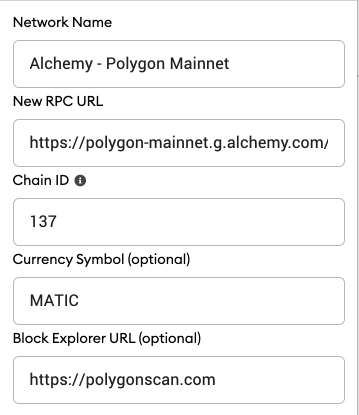 Network Name
Alchemy - Polygon Mainnet
New RPC URL
https://polygon-mainnet.g.alchemy.com/
Chain ID
137
Currency Symbol (optional)
MATIC
Block Explorer URL (optional)
https://polygonscan.com